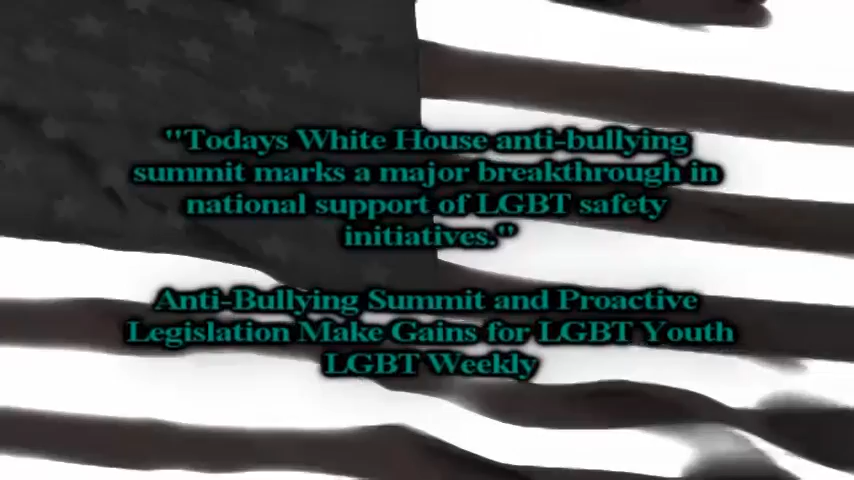 "Todays White House anti-bullying
summit marks a major breakthrough in
national support of LGBT safety
initiatives."
Anti-Bullying Summit and Proactive
Legislation Make Gains for LGBT Youth
LGBT Weekly